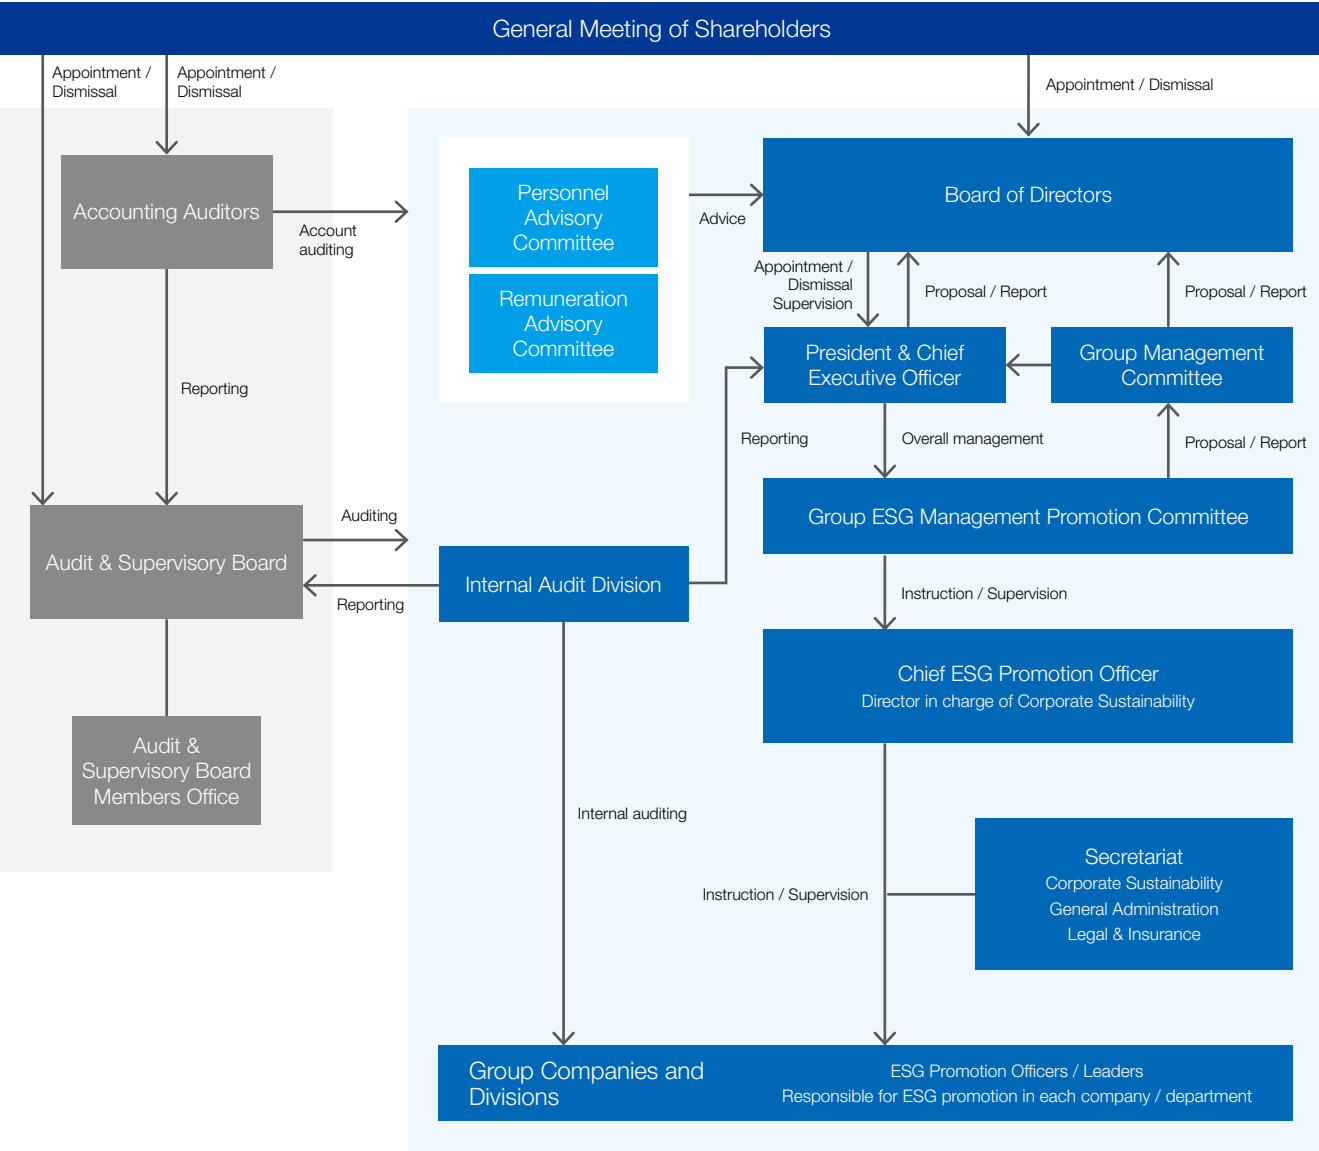 General Meeting of Shareholders
Appointment /
Dismissal
Appointment /
Dismissal
Appointment / Dismissal
Accounting Auditors
Account
auditing
Personnel
Advisory
Committee
Remuneration
Advisory
Committee
Advice
Board of Directors
Appointment /
Dismissal
Supervision
Proposal / Report
Proposal / Report
President & Chief
Executive Officer
Group Management
Committee
Reporting
Reporting
Overall management
Proposal / Report
Group ESG Management Promotion Committee
Auditing
Audit & Supervisory Board
Reporting
Internal Audit Division
Instruction / Supervision
Chief ESG Promotion Officer
Director in charge of Corporate Sustainability
Audit &
Supervisory Board
Members Office
Internal auditing
Instruction / Supervision
Secretariat
Corporate Sustainability
General Administration
Legal & Insurance
Group Companies and
Divisions
ESG Promotion Officers / Leaders
Responsible for ESG promotion in each company / department